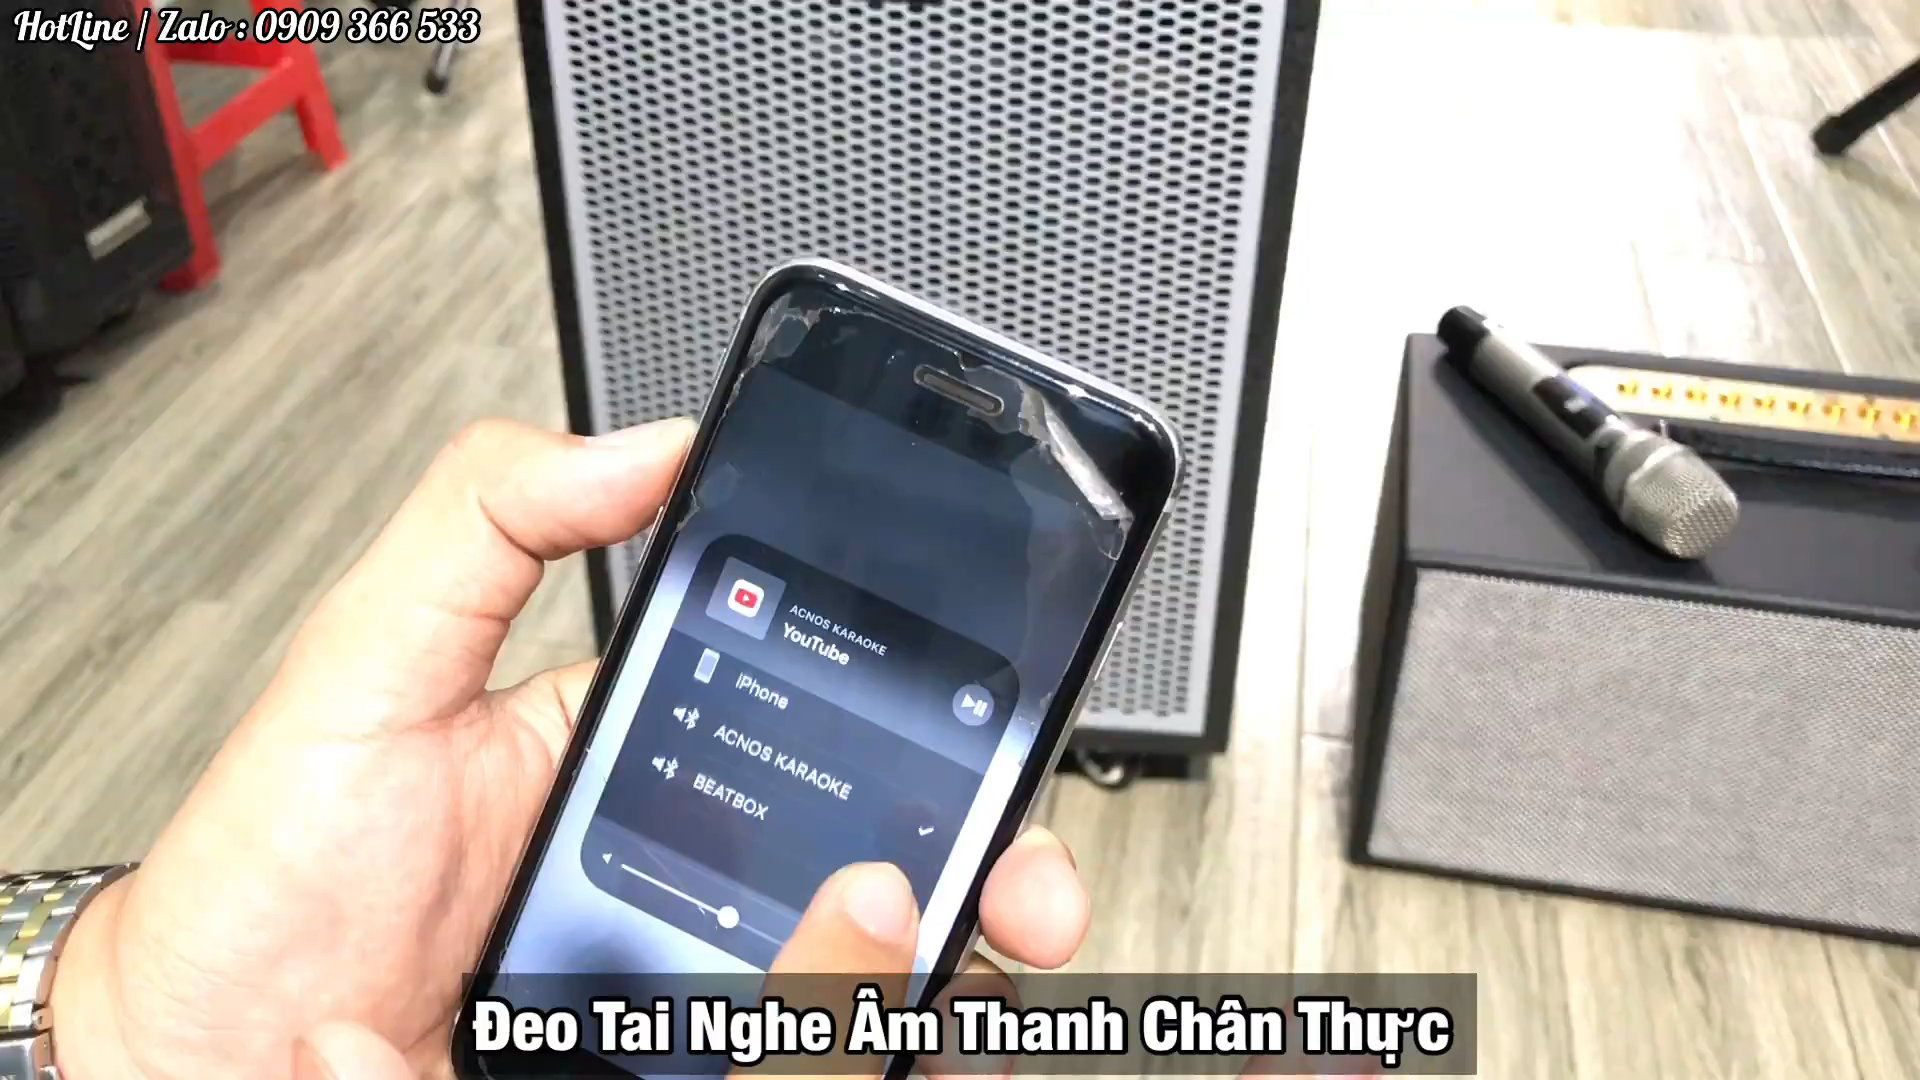 HotLine / Zalo : 0909 366 533
ACNOS KARAOKE
YouTube
iPhone
ACNOS KARAOKE
BEATBOX
Đeo Tai Nghe Âm Thanh Chân Thực